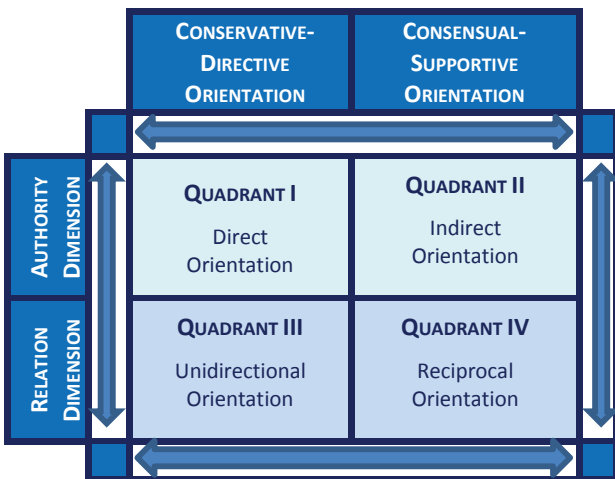 CONSERVATIVE-
DIRECTIVE
ORIENTATION
CONSENSUAL-
SUPPORTIVE
ORIENTATION
AUTHORITY
DIMENSION
QUADRANT I
Direct
Orientation
QUADRANT II
Indirect
Orientation
RELATION
DIMENSION
QUADRANT III
Unidirectional
Orientation
QUADRANT IV
Reciprocal
Orientation